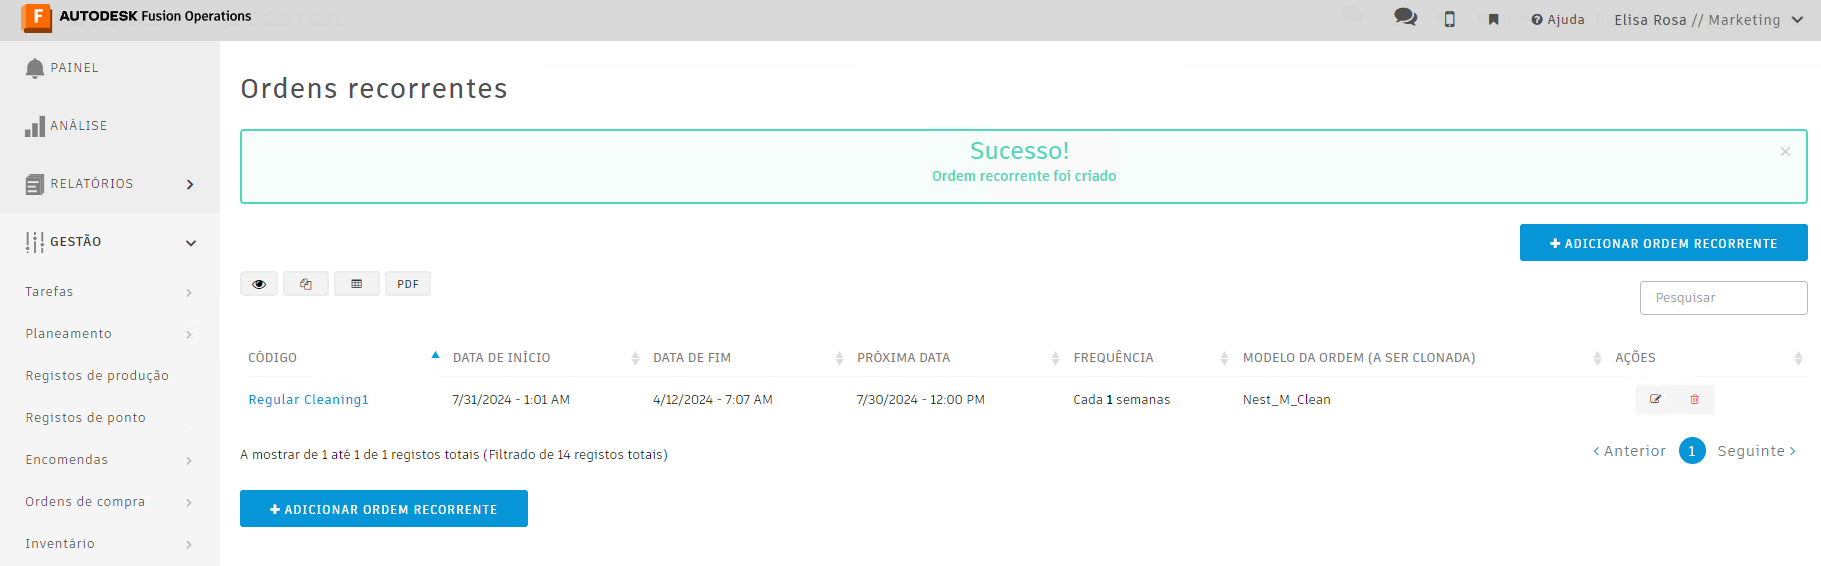 F AUTODESK Fusion Operations
Ajuda
Elisa Rosa // Marketing
PAINEL
ANÁLISE
RELATÓRIOS
GESTÃO
Tarefas
Planeamento
Registos de produção
Registos de ponto
Encomendas
Ordens de compra
Inventário
Ordens recorrentes
Sucesso!
×
Ordem recorrente foi criado
+ ADICIONAR ORDEM RECORRENTE
PDF
Pesquisar
CÓDIGO DATA DE INÍCIO DATA DE FIM PRÓXIMA DATA FREQUÊNCIA MODELO DA ORDEM (A SER CLONADA) AÇÕES
Regular Cleaning1 7/31/2024 - 1:01 AM 4/12/2024 - 7:07 AM 7/30/2024 - 12:00 PM Cada 1 semanas Nest_M_Clean
A mostrar de 1 até 1 de 1 registos totais (Filtrado de 14 registos totais)
< Anterior 1 Seguinte >
+ ADICIONAR ORDEM RECORRENTE